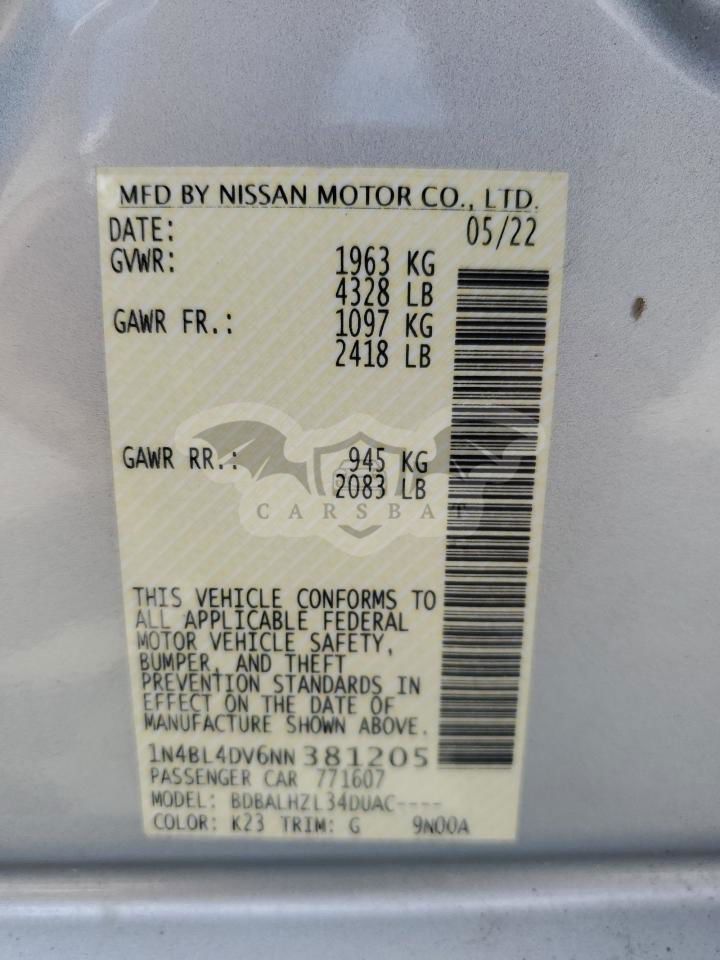 MFD BY NISSAN MOTOR CO., LTD.
DATE: 05/22
GVWR: 1963 KG
4328 LB
GAWR FR.: 1097 KG
2418 LB
GAWR RR.: 945 KG
2083 LB
CARSBAT
THIS VEHICLE CONFORMS TO
ALL APPLICABLE FEDERAL
MOTOR VEHICLE SAFETY,
BUMPER, AND THEFT
PREVENTION STANDARDS IN
EFFECT ON THE DATE OF
MANUFACTURE SHOWN ABOVE.
1N4BL4DV6NN 381205
PASSENGER CAR 771607
MODEL: BDBALHZL34DUAC----
COLOR: K23 TRIM: G 9N00A